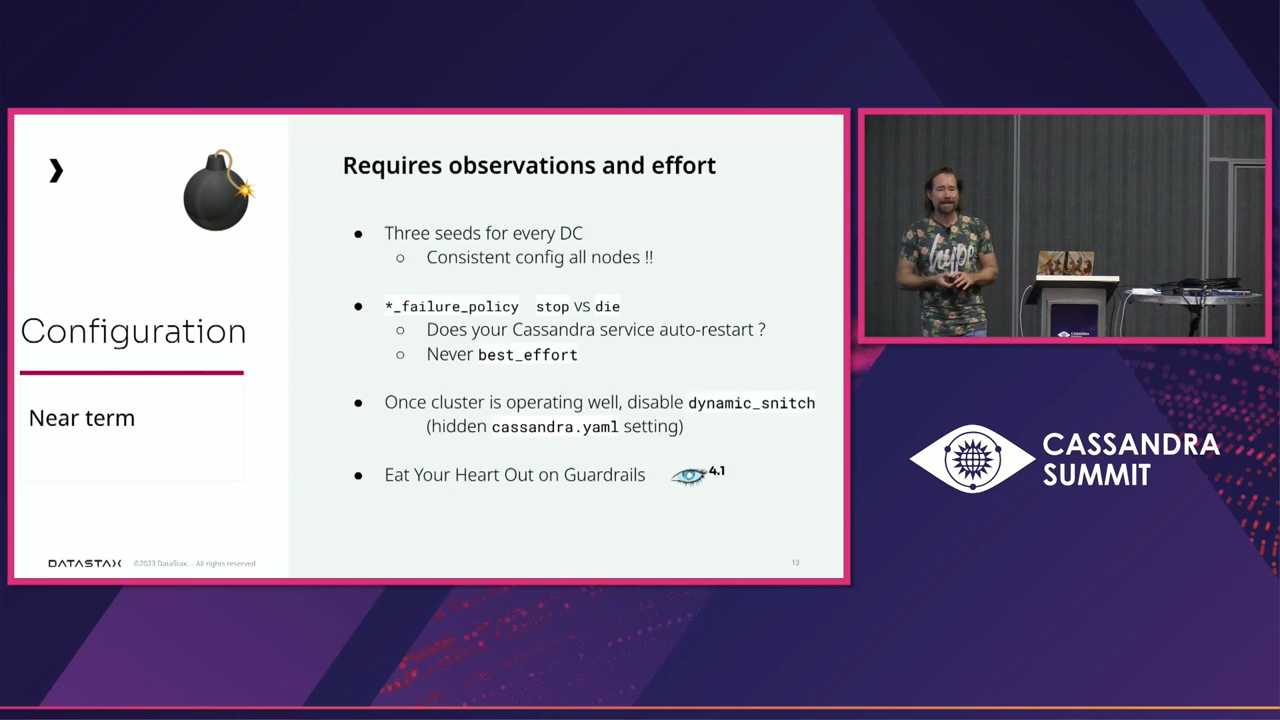 Requires observations and effort
● Three seeds for every DC
○ Consistent config all nodes !!
● *_failure_policy stop VS die
○ Does your Cassandra service auto-restart ?
○ Never best_effort
● Once cluster is operating well, disable dynamic_snitch
(hidden cassandra.yaml setting)
● Eat Your Heart Out on Guardrails 4.1
Configuration
Near term
DATASTAX ©2023 DataStax. - All rights reserved
13
hype
CASSANDRA
SUMMIT